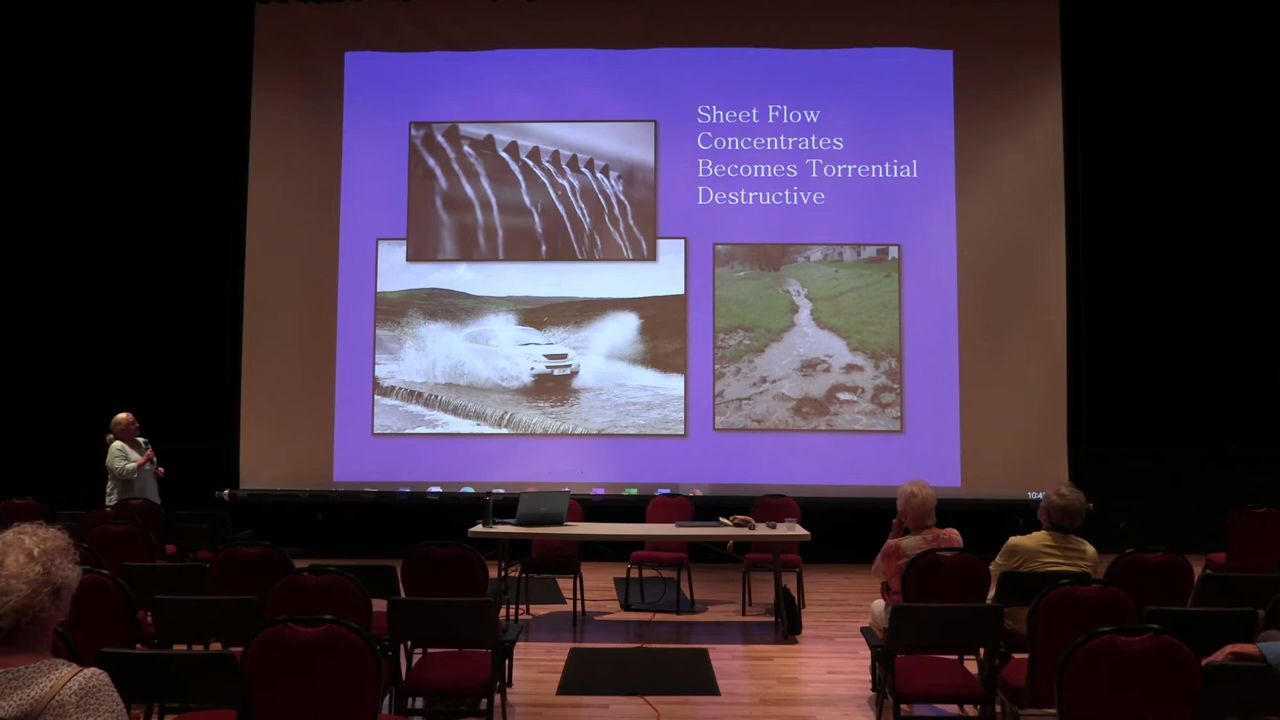 Sheet Flow
Concentrates
Becomes Torrential
Destructive